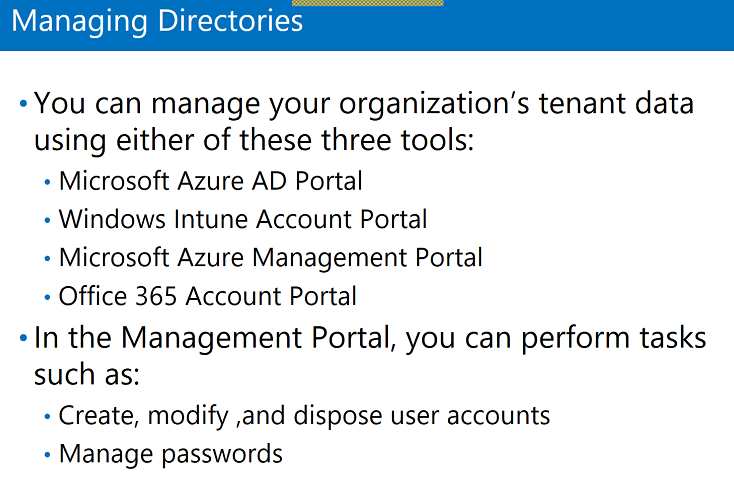 Managing Directories
• You can manage your organization's tenant data
using either of these three tools:
• Microsoft Azure AD Portal
• Windows Intune Account Portal
• Microsoft Azure Management Portal
• Office 365 Account Portal
• In the Management Portal, you can perform tasks
such as:
• Create, modify ,and dispose user accounts
• Manage passwords